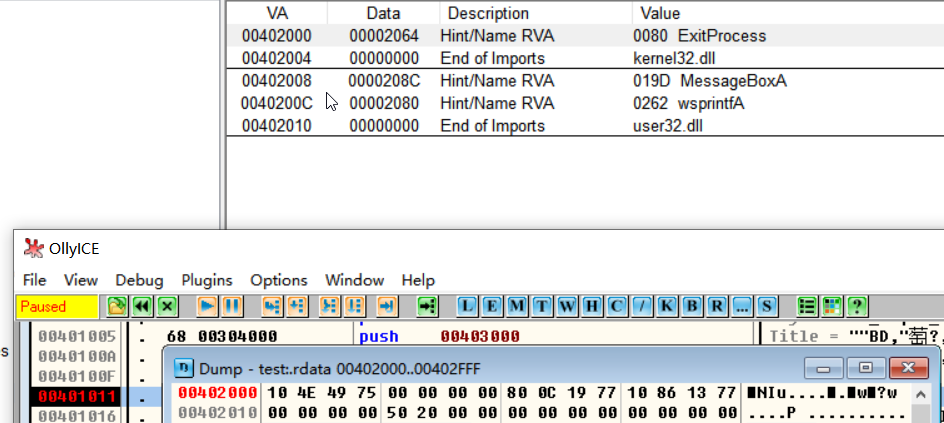 VA Data Description Value
00402000 00002064 Hint/Name RVA 0080 ExitProcess
00402004 00000000 End of Imports kernel32.dll
00402008 0000208C Hint/Name RVA 019D MessageBoxA
0040200C 00002080 Hint/Name RVA 0262 wsprintfA
00402010 00000000 End of Imports user32.dll
OllyICE
File View Debug Plugins Options Window Help
Paused L E M T W H C / K B R ... S ?
00401005 . 68 00304000 push 00403000 Title = """BD,"萄?,
s 0040100A .
0040100F .
00401011 .
00401016 .
D Dump - test:.rdata 00402000..00402FFF
00402000 10 4E 49 75 00 00 00 00 80 0C 19 77 10 86 13 77 NIu.....w?w
00402010 00 00 00 00 50 20 00 00 00 00 00 00 00 00 00 00 ....P ..........